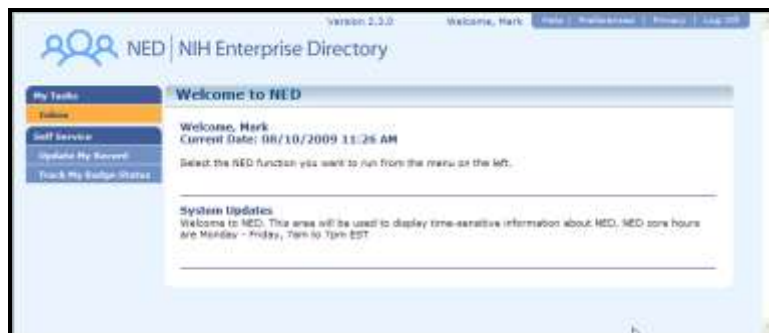 Version 2.3.0 Welcome, Mark Help | Preferences | Privacy | Log Off
NED | NIH Enterprise Directory
My Tasks
Inbox
Self Service
Update My Record
Track My Badge Status
Welcome to NED
Welcome, Mark
Current Date: 08/10/2009 11:26 AM
Select the NED function you want to run from the menu on the left.
System Updates
Welcome to NED. This area will be used to display time-sensitive information about NED. NED core hours
are Monday - Friday, 7am to 7pm EST